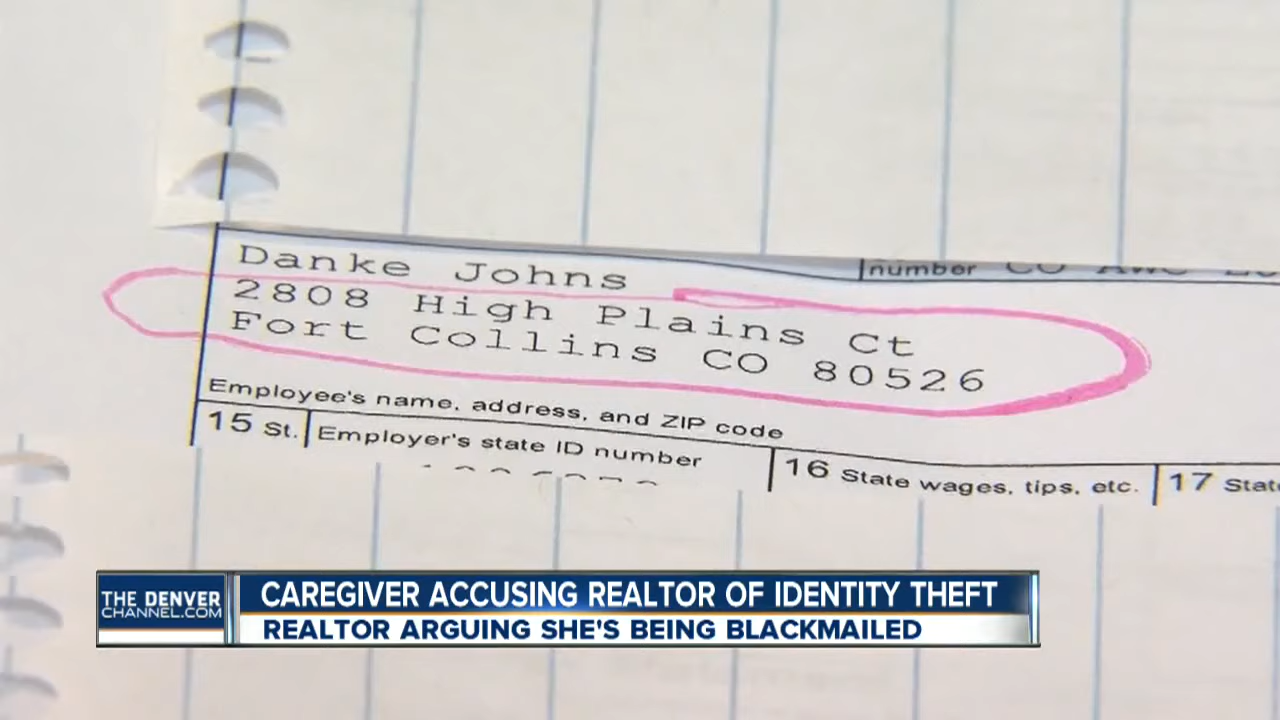 Danke Johns
number
2808 High Plains Ct
Fort Collins CO 80526
Employee's name, address, and ZIP code
15 St. Employer's state ID number
16 State wages, tips, etc. 17 State
THE DENVER
CHANNEL.COM
CAREGIVER ACCUSING REALTOR OF IDENTITY THEFT
REALTOR ARGUING SHE'S BEING BLACKMAILED